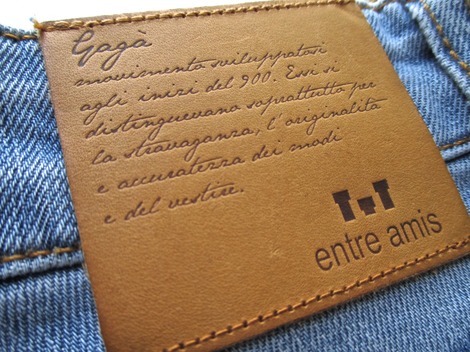 Gagà
movimento sviluppatosi
agli inizi del 900. Essi si
distinguevano soprattutto per
la stravaganza, l'originalità
e accuratezza dei modi
e del vestire.
entre amis